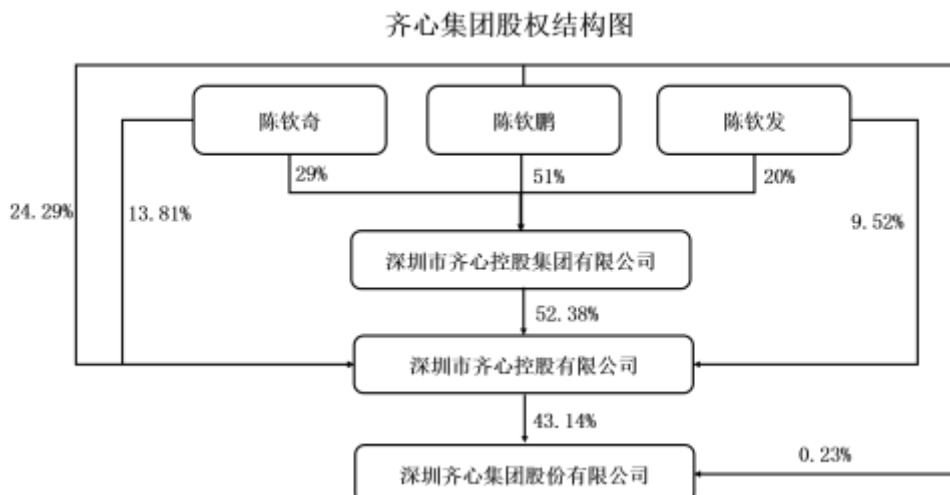 齐心集团股权结构图
陈钦奇
陈钦鹏
陈钦发
29%
51%
20%
24.29%
13.81%
9.52%
深圳市齐心控股集团有限公司
52.38%
深圳市齐心控股有限公司
43.14%
0.23%
深圳齐心集团股份有限公司